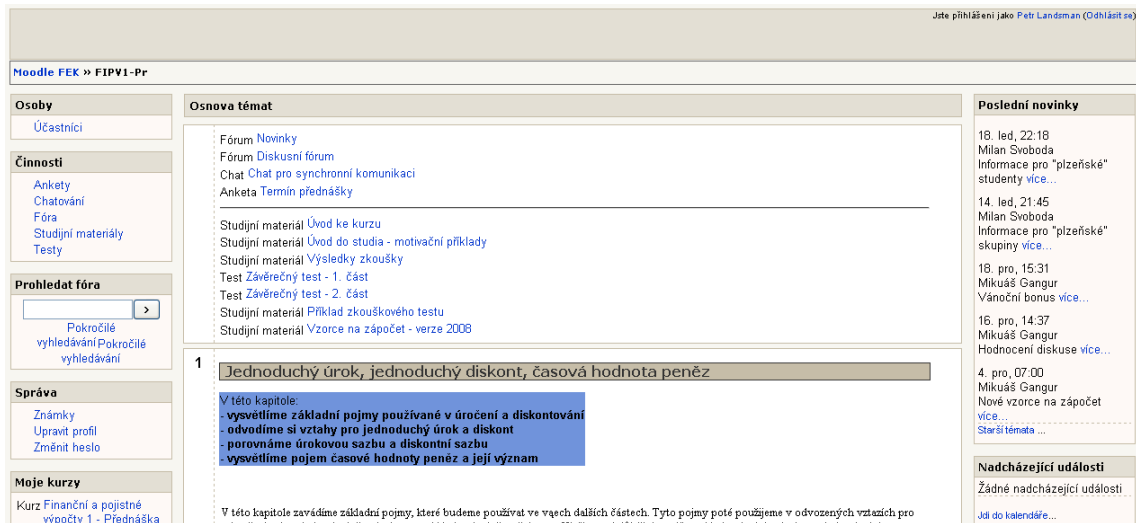 Jste přihlášeni jako Petr Landsman (Odhlásit se)
Moodle FEK » FIPV1-Pr
Osoby
Účastníci
Činnosti
Ankety
Chatování
Fóra
Studijní materiály
Testy
Prohledat fóra
>
Pokročilé
vyhledáváníPokročilé
vyhledávání
Správa
Známky
Upravit profil
Změnit heslo
Moje kurzy
Kurz Finanční a pojistné
výpočty 1 - Přednáška
Osnova témat
Fórum Novinky
Fórum Diskusní fórum
Chat Chat pro synchronní komunikaci
Anketa Termín přednášky
Studijní materiál Úvod ke kurzu
Studijní materiál Úvod do studia - motivační příklady
Studijní materiál Výsledky zkoušky
Test Závěrečný test - 1. část
Test Závěrečný test - 2. část
Studijní materiál Příklad zkouškového testu
Studijní materiál Vzorce na zápočet - verze 2008
1
Jednoduchý úrok, jednoduchý diskont, časová hodnota peněz
V této kapitole:
- vysvětlíme základní pojmy používané v úročení a diskontování
- odvodíme si vztahy pro jednoduchý úrok a diskont
- porovnáme úrokovou sazbu a diskontní sazbu
- vysvětlíme pojem časové hodnoty peněz a její význam
V této kapitole zavádíme základní pojmy, které budeme používat ve vąech dalších částech. Tyto pojmy poté použijeme v odvozených vztazích pro
Poslední novinky
18. led, 22:18
Milan Svoboda
Informace pro "plzeňské"
studenty více...
14. led, 21:45
Milan Svoboda
Informace pro "plzeňské"
skupiny více...
18. pro, 15:31
Mikuáš Gangur
Vánoční bonus více...
16. pro, 14:37
Mikuáš Gangur
Hodnocení diskuse více...
4. pro, 07:00
Mikuáš Gangur
Nové vzorce na zápočet
více...
Starší témata ...
Nadcházející události
Žádné nadcházející události
Jdi do kalendáře...